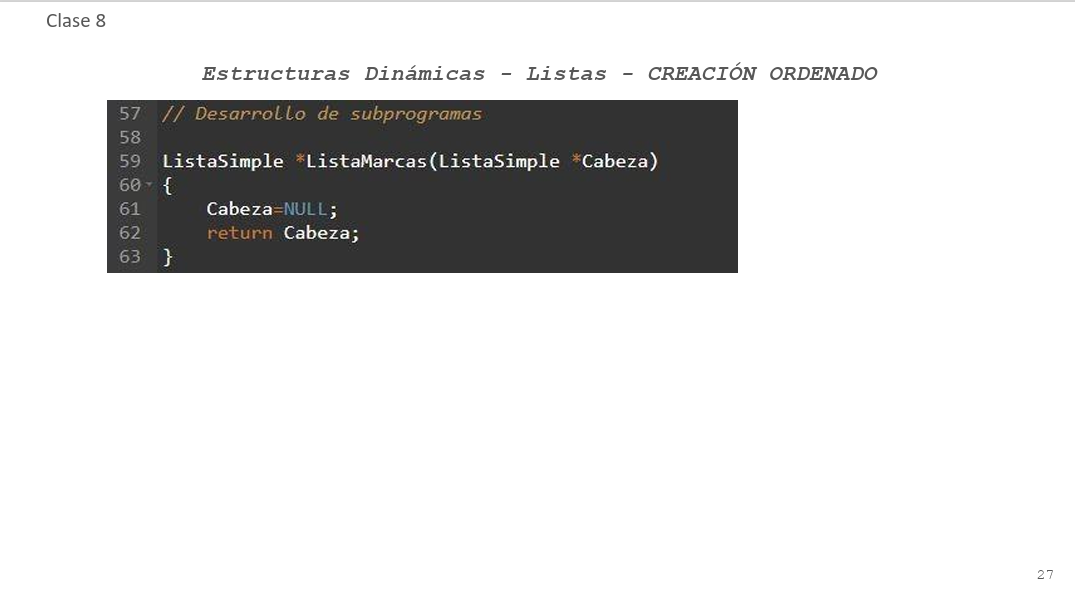 Clase 8
Estructuras Dinámicas - Listas - CREACIÓN ORDENADO
57 // Desarrollo de subprogramas
58
59 ListaSimple *ListaMarcas(ListaSimple *Cabeza)
60 {
61 Cabeza=NULL;
62 return Cabeza;
63 }
27